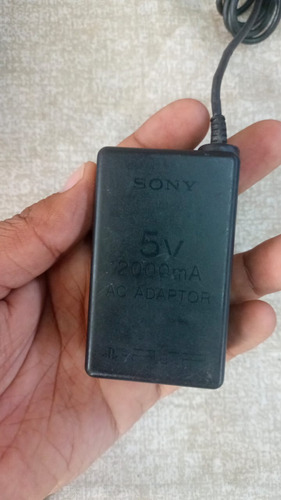 SONY
5V
2000mA
AC ADAPTOR